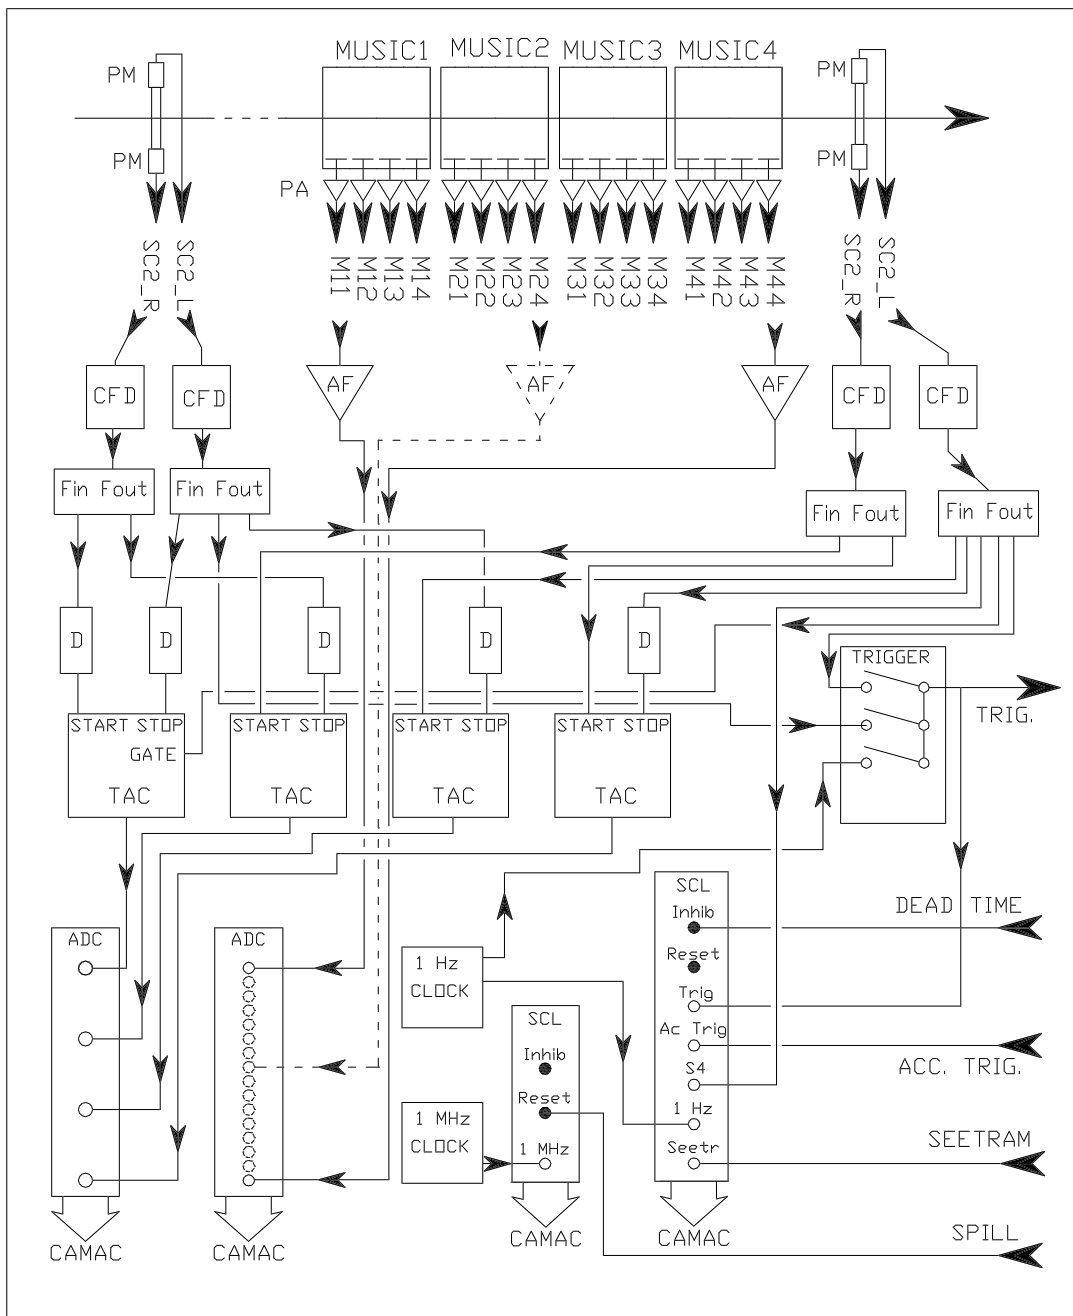 MUSIC1 MUSIC2 MUSIC3 MUSIC4
PM PM
PM PM
PA
SC2_R SC2_L M11 M12 M13 M14 M21 M22 M23 M24 M31 M32 M33 M34 M41 M42 M43 M44 SC2_R SC2_L
CFD CFD AF AF AF CFD CFD
Fin Fout Fin Fout
Fin Fout Fin Fout
D D D D D
TRIGGER
TRIG.
START STOP START STOP START STOP START STOP
GATE
TAC TAC TAC TAC
SCL
DEAD TIME
Inhib
ADC ADC
Reset
1 Hz
CLOCK
Trig
SCL
Ac Trig
Inhib
ACC. TRIG.
S4
Reset
1 Hz
1 MHz
CLOCK
SEETRAM
1 MHz
Seetr
SPILL
CAMAC CAMAC CAMAC CAMAC